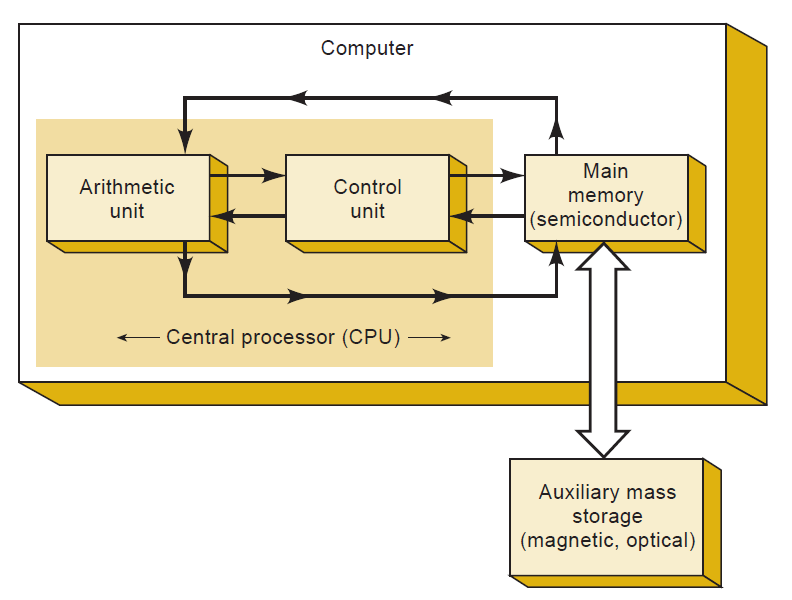 Computer
Arithmetic
unit
Control
unit
Main
memory
(semiconductor)
Central processor (CPU)
Auxiliary mass
storage
(magnetic, optical)